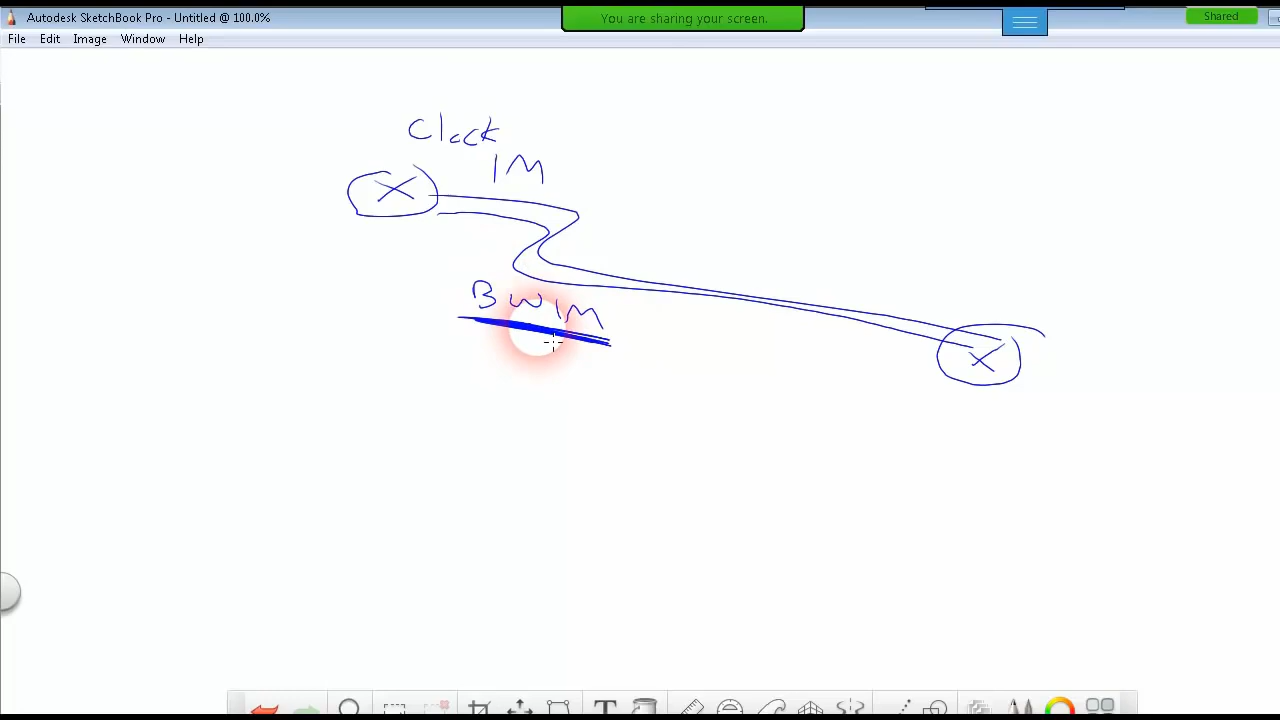 Autodesk SketchBook Pro - Untitled @ 100.0%
You are sharing your screen.
Shared
File Edit Image Window Help
Clock
1M
BW 1M